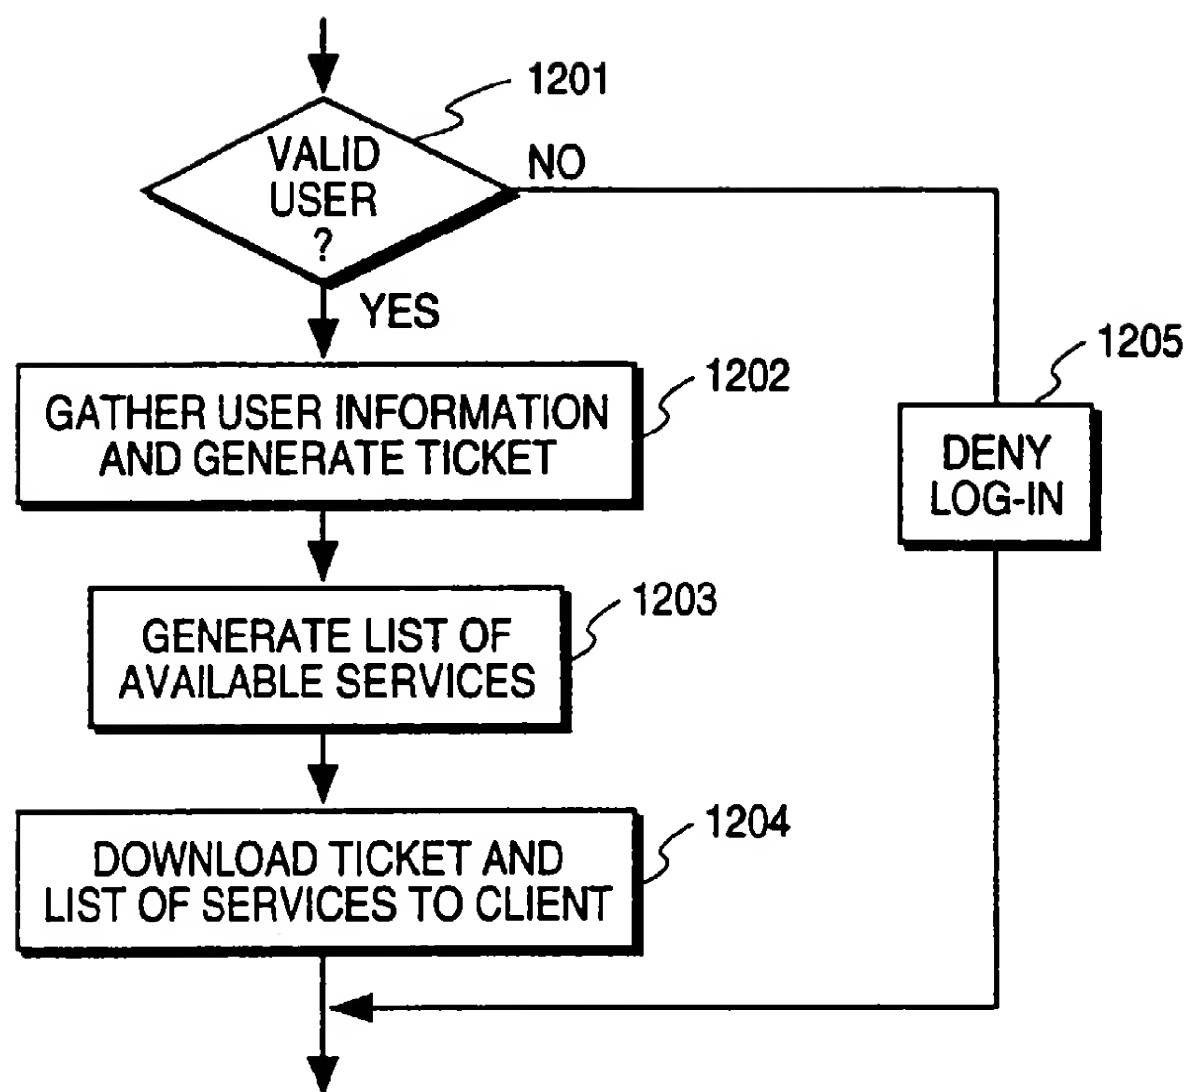 1201
VALID
USER
?
NO
YES
1205
1202
GATHER USER INFORMATION
AND GENERATE TICKET
DENY
LOG-IN
1203
GENERATE LIST OF
AVAILABLE SERVICES
1204
DOWNLOAD TICKET AND
LIST OF SERVICES TO CLIENT